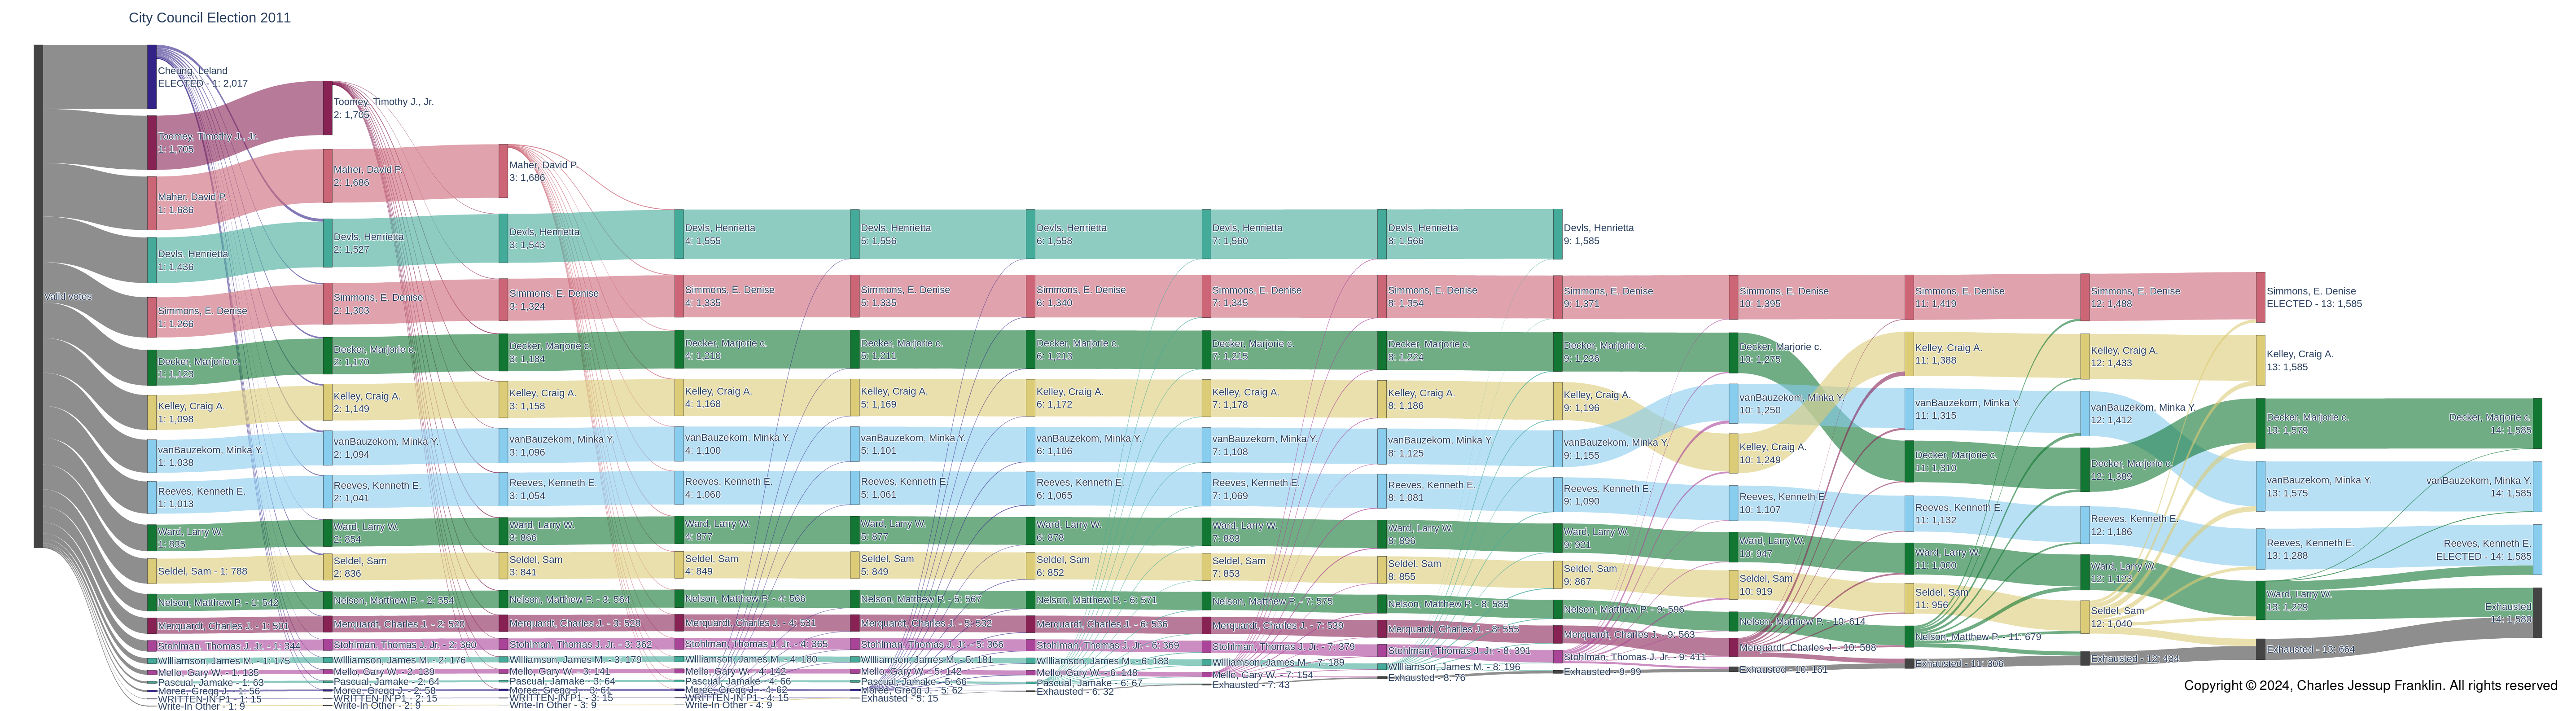 City Council Election 2011
Valid votes
Cheung, Leland
ELECTED - 1: 2,017
Toomey, Timothy J., Jr.
1: 1,705
Maher, David P.
1: 1,686
Devls, Henrietta
1: 1,436
Simmons, E. Denise
1: 1,266
Decker, Marjorie c.
1: 1,123
Kelley, Craig A.
1: 1,098
vanBauzekom, Minka Y.
1: 1,038
Reeves, Kenneth E.
1: 1,013
Ward, Larry W.
1: 835
Seldel, Sam - 1: 788
Nelson, Matthew P. - 1: 542
Merquardt, Charles J. - 1: 501
Stohlman, Thomas J. Jr. - 1: 344
Wllliamson, James M. - 1: 175
Mello, Gary W. - 1: 135
Pascual, Jamake - 1: 63
Moree, Gregg J. - 1: 56
WRITTEN-IN P1 - 1: 15
Write-In Other - 1: 9
Toomey, Timothy J., Jr.
2: 1,705
Maher, David P.
2: 1,686
Devls, Henrietta
2: 1,527
Simmons, E. Denise
2: 1,303
Decker, Marjorie c.
2: 1,170
Kelley, Craig A.
2: 1,149
vanBauzekom, Minka Y.
2: 1,094
Reeves, Kenneth E.
2: 1,041
Ward, Larry W.
2: 854
Seldel, Sam
2: 836
Nelson, Matthew P. - 2: 554
Merquardt, Charles J. - 2: 520
Stohlman, Thomas J. Jr. - 2: 360
Wllliamson, James M. - 2: 176
Mello, Gary W. - 2: 139
Pascual, Jamake - 2: 64
Moree, Gregg J. - 2: 58
WRITTEN-IN P1 - 2: 15
Write-In Other - 2: 9
Maher, David P.
3: 1,686
Devls, Henrietta
3: 1,543
Simmons, E. Denise
3: 1,324
Decker, Marjorie c.
3: 1,184
Kelley, Craig A.
3: 1,158
vanBauzekom, Minka Y.
3: 1,096
Reeves, Kenneth E.
3: 1,054
Ward, Larry W.
3: 866
Seldel, Sam
3: 841
Nelson, Matthew P. - 3: 564
Merquardt, Charles J. - 3: 528
Stohlman, Thomas J. Jr. - 3: 362
Wllliamson, James M. - 3: 179
Mello, Gary W. - 3: 141
Pascual, Jamake - 3: 64
Moree, Gregg J. - 3: 61
WRITTEN-IN P1 - 3: 15
Write-In Other - 3: 9
Devls, Henrietta
4: 1,555
Simmons, E. Denise
4: 1,335
Decker, Marjorie c.
4: 1,210
Kelley, Craig A.
4: 1,168
vanBauzekom, Minka Y.
4: 1,100
Reeves, Kenneth E.
4: 1,060
Ward, Larry W.
4: 877
Seldel, Sam
4: 849
Nelson, Matthew P. - 4: 566
Merquardt, Charles J. - 4: 531
Stohlman, Thomas J. Jr. - 4: 365
Wllliamson, James M. - 4: 180
Mello, Gary W. - 4: 142
Pascual, Jamake - 4: 66
Moree, Gregg J. - 4: 62
WRITTEN-IN P1 - 4: 15
Write-In Other - 4: 9
Devls, Henrietta
5: 1,556
Simmons, E. Denise
5: 1,335
Decker, Marjorie c.
5: 1,211
Kelley, Craig A.
5: 1,169
vanBauzekom, Minka Y.
5: 1,101
Reeves, Kenneth E.
5: 1,061
Ward, Larry W.
5: 877
Seldel, Sam
5: 849
Nelson, Matthew P. - 5: 567
Merquardt, Charles J. - 5: 532
Stohlman, Thomas J. Jr. - 5: 366
Wllliamson, James M. - 5: 181
Mello, Gary W. - 5: 142
Pascual, Jamake - 5: 66
Moree, Gregg J. - 5: 62
Exhausted - 5: 15
Devls, Henrietta
6: 1,558
Simmons, E. Denise
6: 1,340
Decker, Marjorie c.
6: 1,213
Kelley, Craig A.
6: 1,172
vanBauzekom, Minka Y.
6: 1,106
Reeves, Kenneth E.
6: 1,065
Ward, Larry W.
6: 878
Seldel, Sam
6: 852
Nelson, Matthew P. - 6: 571
Merquardt, Charles J. - 6: 536
Stohlman, Thomas J. Jr. - 6: 369
Wllliamson, James M. - 6: 183
Mello, Gary W. - 6: 148
Pascual, Jamake - 6: 67
Exhausted - 6: 32
Devls, Henrietta
7: 1,560
Simmons, E. Denise
7: 1,345
Decker, Marjorie c.
7: 1,215
Kelley, Craig A.
7: 1,178
vanBauzekom, Minka Y.
7: 1,108
Reeves, Kenneth E.
7: 1,069
Ward, Larry W.
7: 883
Seldel, Sam
7: 853
Nelson, Matthew P. - 7: 575
Merquardt, Charles J. - 7: 539
Stohlman, Thomas J. Jr. - 7: 379
Wllliamson, James M. - 7: 189
Mello, Gary W. - 7: 154
Exhausted - 7: 43
Devls, Henrietta
8: 1,566
Simmons, E. Denise
8: 1,354
Decker, Marjorie c.
8: 1,224
Kelley, Craig A.
8: 1,186
vanBauzekom, Minka Y.
8: 1,125
Reeves, Kenneth E.
8: 1,081
Ward, Larry W.
8: 896
Seldel, Sam
8: 855
Nelson, Matthew P. - 8: 585
Merquardt, Charles J. - 8: 555
Stohlman, Thomas J. Jr. - 8: 391
Wllliamson, James M. - 8: 196
Exhausted - 8: 76
Devls, Henrietta
9: 1,585
Simmons, E. Denise
9: 1,371
Decker, Marjorie c.
9: 1,236
Kelley, Craig A.
9: 1,196
vanBauzekom, Minka Y.
9: 1,155
Reeves, Kenneth E.
9: 1,090
Ward, Larry W.
9: 921
Seldel, Sam
9: 867
Nelson, Matthew P. - 9: 596
Merquardt, Charles J. - 9: 563
Stohlman, Thomas J. Jr. - 9: 411
Exhausted - 9: 99
Simmons, E. Denise
10: 1,395
Decker, Marjorie c.
10: 1,275
vanBauzekom, Minka Y.
10: 1,250
Kelley, Craig A.
10: 1,249
Reeves, Kenneth E.
10: 1,107
Ward, Larry W.
10: 947
Seldel, Sam
10: 919
Nelson, Matthew P. - 10: 614
Merquardt, Charles J. - 10: 588
Exhausted - 10: 161
Simmons, E. Denise
11: 1,419
Kelley, Craig A.
11: 1,388
vanBauzekom, Minka Y.
11: 1,315
Decker, Marjorie c.
11: 1,310
Reeves, Kenneth E.
11: 1,132
Ward, Larry W.
11: 1,000
Seldel, Sam
11: 956
Nelson, Matthew P. - 11: 679
Exhausted - 11: 306
Simmons, E. Denise
12: 1,488
Kelley, Craig A.
12: 1,433
vanBauzekom, Minka Y.
12: 1,412
Decker, Marjorie c.
12: 1,389
Reeves, Kenneth E.
12: 1,186
Ward, Larry W.
12: 1,123
Seldel, Sam
12: 1,040
Exhausted - 12: 434
Simmons, E. Denise
ELECTED - 13: 1,585
Kelley, Craig A.
13: 1,585
Decker, Marjorie c.
13: 1,579
vanBauzekom, Minka Y.
13: 1,575
Reeves, Kenneth E.
13: 1,288
Ward, Larry W.
13: 1,229
Exhausted - 13: 664
Decker, Marjorie c.
14: 1,585
vanBauzekom, Minka Y.
14: 1,585
Reeves, Kenneth E.
ELECTED - 14: 1,585
Exhausted
14: 1,580
Copyright © 2024, Charles Jessup Franklin. All rights reserved